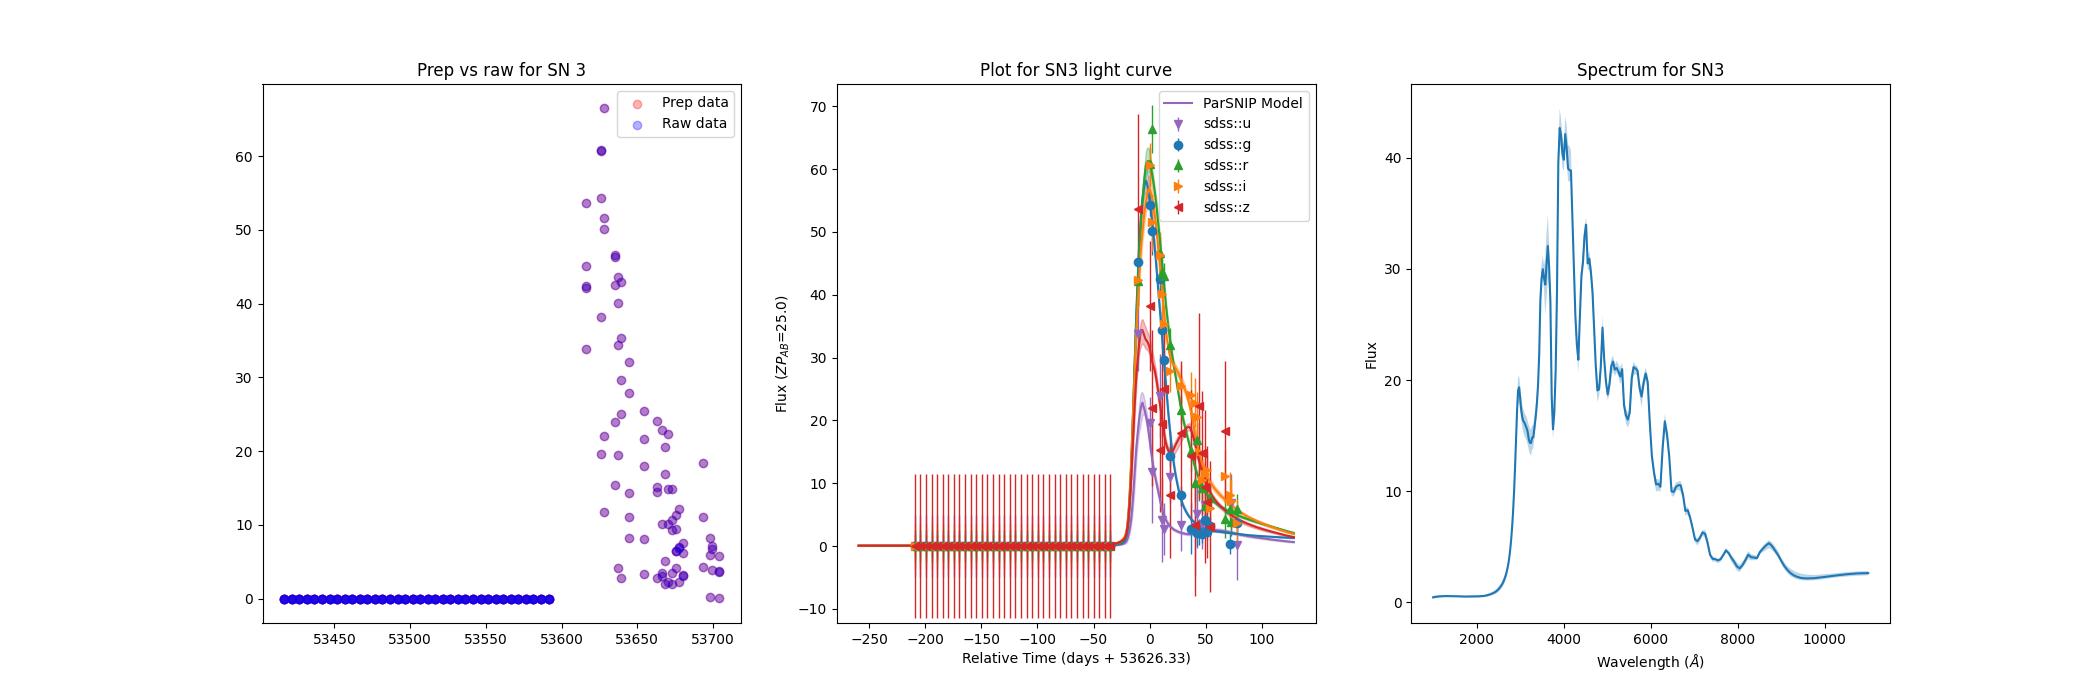 Prep vs raw for SN 3
Prep data
Raw data
60
50
40
30
20
10
0
53450
53500
53550
53600
53650
53700
Plot for SN3 light curve
ParSNIP Model
sdss::u
sdss::g
sdss::r
sdss::i
sdss::z
70
60
50
40
30
20
10
0
−10
Flux (ZP_AB=25.0)
−250
−200
−150
−100
−50
0
50
100
Relative Time (days + 53626.33)
Spectrum for SN3
40
30
20
10
0
Flux
2000
4000
6000
8000
10000
Wavelength (Å)